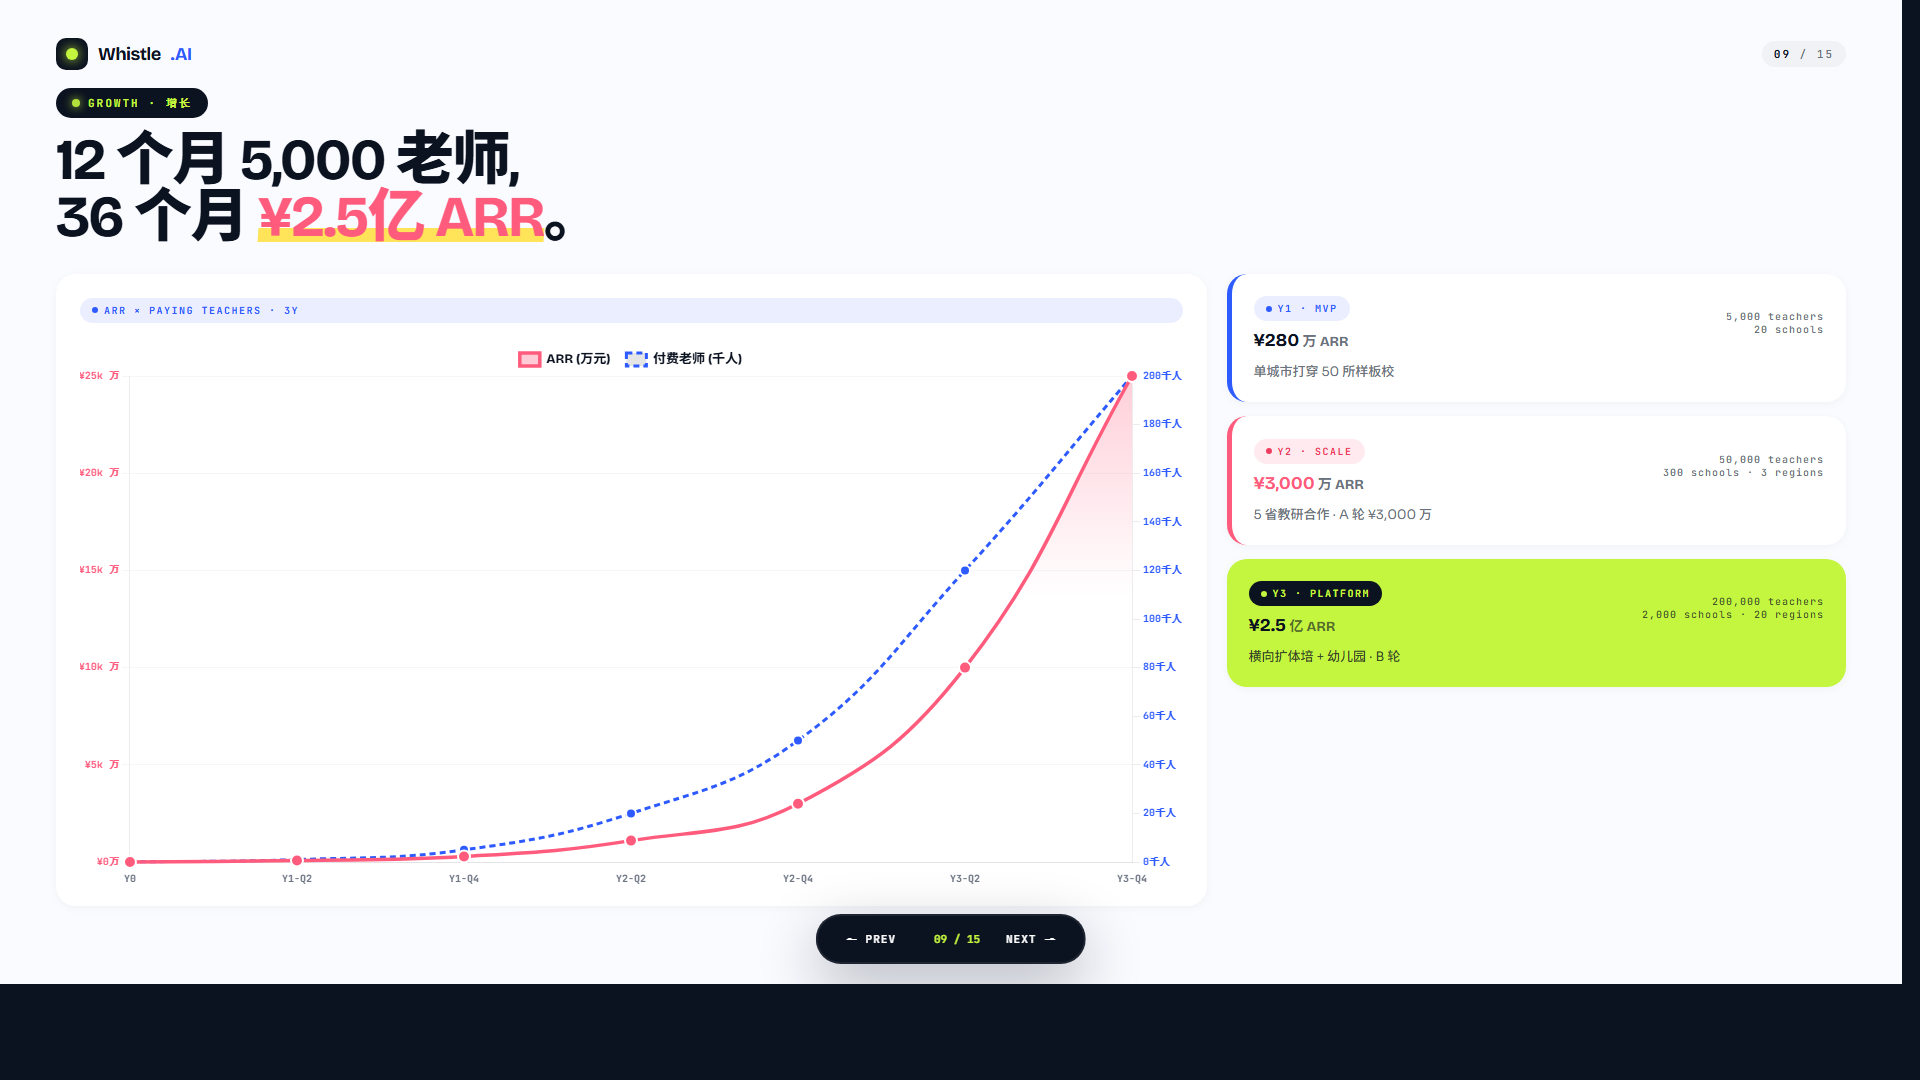 Whistle .AI
09 / 15
GROWTH · 增长
12 个月 5,000 老师,
36 个月 ¥2.5亿 ARR。
ARR × PAYING TEACHERS · 3Y
ARR (万元) 付费老师 (千人)
¥25k 万
¥20k 万
¥15k 万
¥10k 万
¥5k 万
¥0万
200千人
180千人
160千人
140千人
120千人
100千人
80千人
60千人
40千人
20千人
0千人
Y0 Y1-Q2 Y1-Q4 Y2-Q2 Y2-Q4 Y3-Q2 Y3-Q4
Y1 · MVP
¥280 万 ARR
单城市打穿 50 所样板校
5,000 teachers
20 schools
Y2 · SCALE
¥3,000 万 ARR
5 省教研合作 · A 轮 ¥3,000 万
50,000 teachers
300 schools · 3 regions
Y3 · PLATFORM
¥2.5 亿 ARR
横向扩体培 + 幼儿园 · B 轮
200,000 teachers
2,000 schools · 20 regions
← PREV 09 / 15 NEXT →